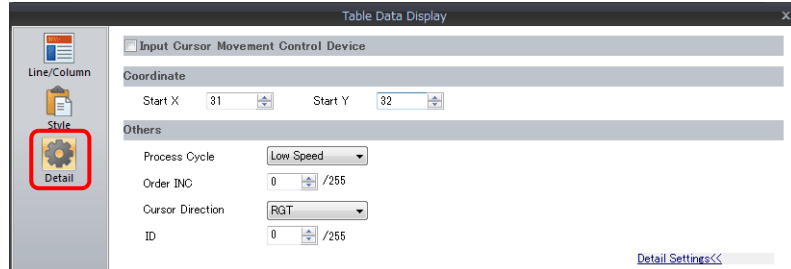 Table Data Display
x
Line/Column
Style
Detail
Input Cursor Movement Control Device
Coordinate
Start X 31 Start Y 32
Others
Process Cycle Low Speed
Order INC 0 /255
Cursor Direction RGT
ID 0 /255
Detail Settings<<